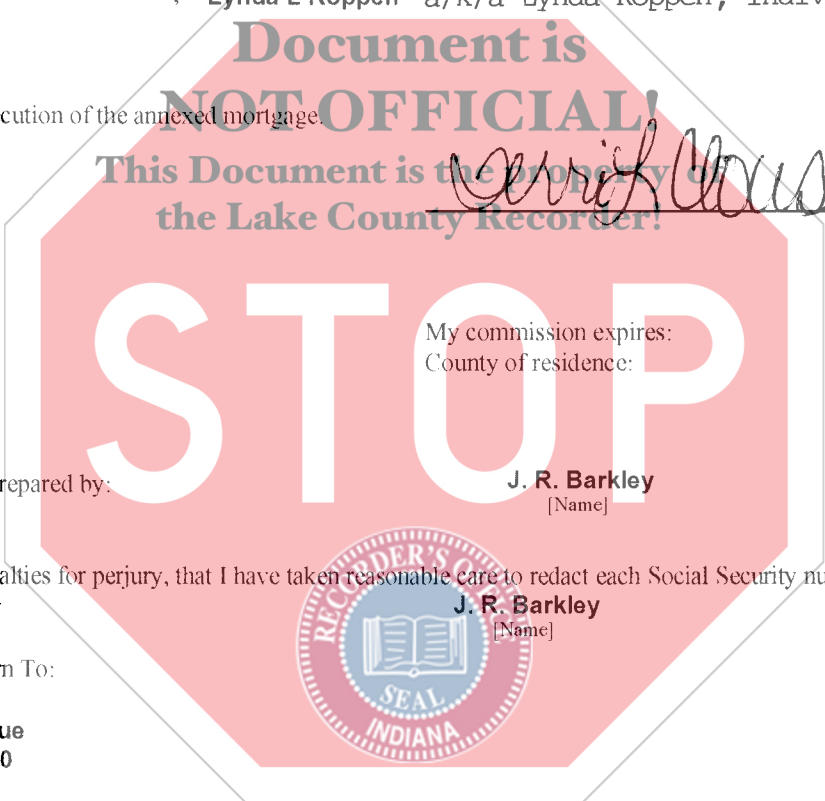 Lynda L Koppen a/k/a Lynda Koppen, Indiv
Document is
NOT OFFICIAL!
cution of the annexed mortgage.
This Document is the property of
the Lake County Recorder!
STOP
My commission expires:
County of residence:
repared by:
J. R. Barkley
[Name]
alties for perjury, that I have taken reasonable care to redact each Social Security nu
J. R. Barkley
[Name]
RECORDER'S OFFICE
SEAL
INDIANA
n To:
ue
0